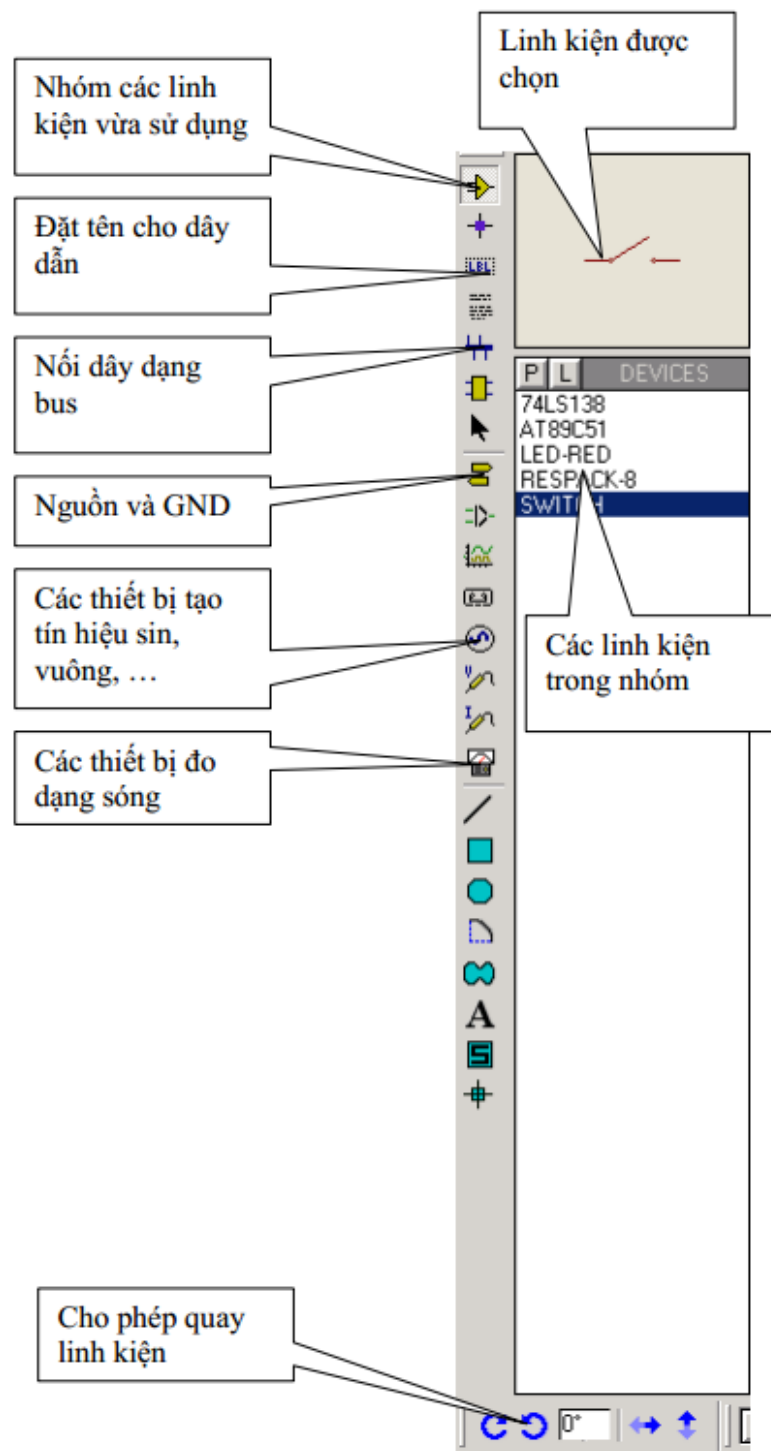 Linh kiện được
chọn
Nhóm các linh
kiện vừa sử dụng
Đặt tên cho dây
dẫn
LBL
Nối dây dạng
bus
P L DEVICES
74LS138
AT89C51
LED-RED
RESPACK-8
SWITCH
Nguồn và GND
Các thiết bị tạo
tín hiệu sin,
vuông, …
Các linh kiện
trong nhóm
V
I
Các thiết bị đo
dạng sóng
A
S
Cho phép quay
linh kiện
0°